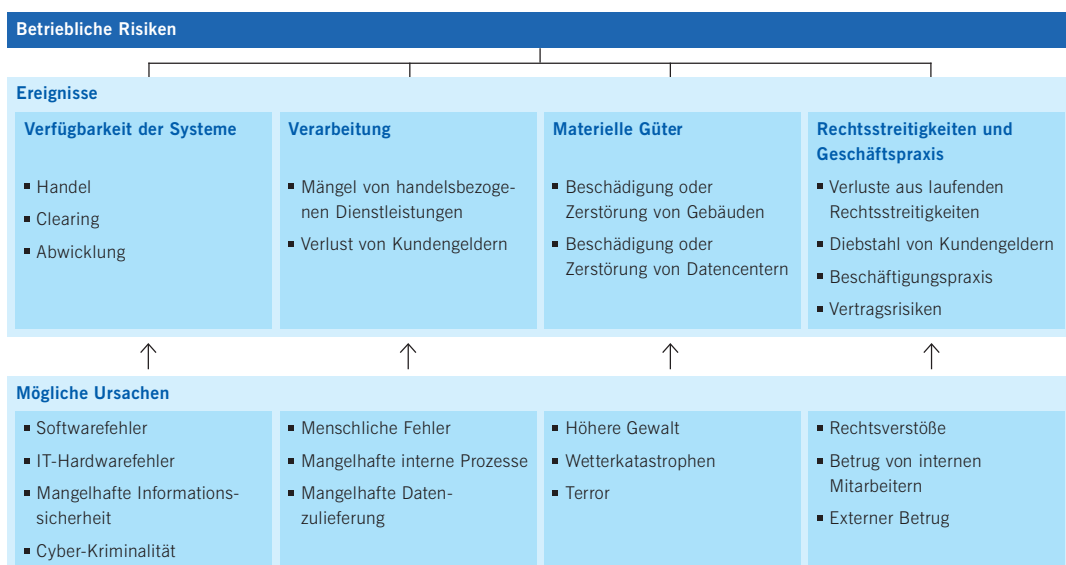 Betriebliche Risiken
Ereignisse
Verfügbarkeit der Systeme
▪ Handel
▪ Clearing
▪ Abwicklung
Verarbeitung
▪ Mängel von handelsbezoge-
nen Dienstleistungen
▪ Verlust von Kundengeldern
Materielle Güter
▪ Beschädigung oder
Zerstörung von Gebäuden
▪ Beschädigung oder
Zerstörung von Datencentern
Rechtsstreitigkeiten und
Geschäftspraxis
▪ Verluste aus laufenden
Rechtsstreitigkeiten
▪ Diebstahl von Kundengeldern
▪ Beschäftigungspraxis
▪ Vertragsrisiken
Mögliche Ursachen
▪ Softwarefehler
▪ IT-Hardwarefehler
▪ Mangelhafte Informations-
sicherheit
▪ Cyber-Kriminalität
▪ Menschliche Fehler
▪ Mangelhafte interne Prozesse
▪ Mangelhafte Daten-
zulieferung
▪ Höhere Gewalt
▪ Wetterkatastrophen
▪ Terror
▪ Rechtsverstöße
▪ Betrug von internen
Mitarbeitern
▪ Externer Betrug